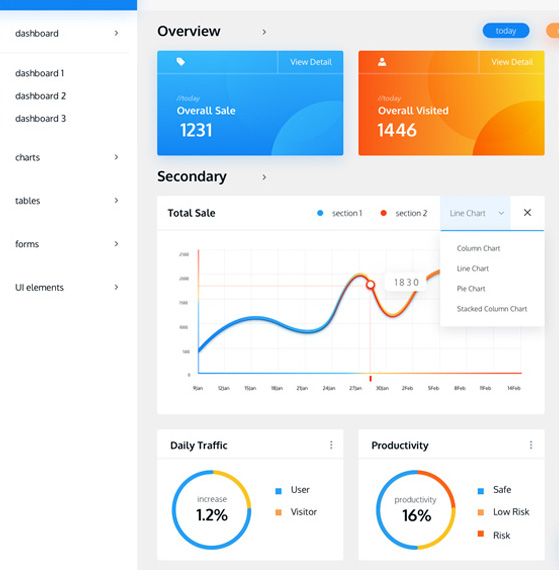 dashboard
dashboard 1
dashboard 2
dashboard 3
charts
tables
forms
UI elements
Overview
today
View Detail
//today
Overall Sale
1231
View Detail
//today
Overall Visited
1446
Secondary
Total Sale
section 1
section 2
Line Chart
Column Chart
Line Chart
Pie Chart
Stacked Column Chart
1830
1500
1000
500
0
9Jan 12Jan 15Jan 18Jan 21Jan 24Jan 27Jan 30Jan 2Feb 5Feb 8Feb 11Feb 14Feb
Daily Traffic
increase
1.2%
User
Visitor
Productivity
productivity
16%
Safe
Low Risk
Risk